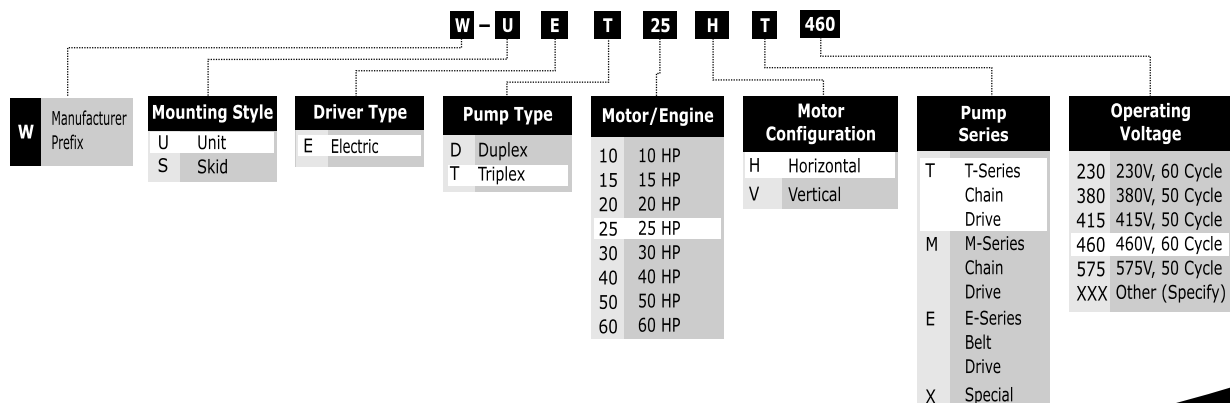 W – U E T 25 H T 460
W Manufacturer
Prefix
Mounting Style
U Unit
S Skid
Driver Type
E Electric
Pump Type
D Duplex
T Triplex
Motor/Engine
10 10 HP
15 15 HP
20 20 HP
25 25 HP
30 30 HP
40 40 HP
50 50 HP
60 60 HP
Motor
Configuration
H Horizontal
V Vertical
Pump
Series
T T-Series
Chain
Drive
M M-Series
Chain
Drive
E E-Series
Belt
Drive
X Special
Operating
Voltage
230 230V, 60 Cycle
380 380V, 50 Cycle
415 415V, 50 Cycle
460 460V, 60 Cycle
575 575V, 50 Cycle
XXX Other (Specify)